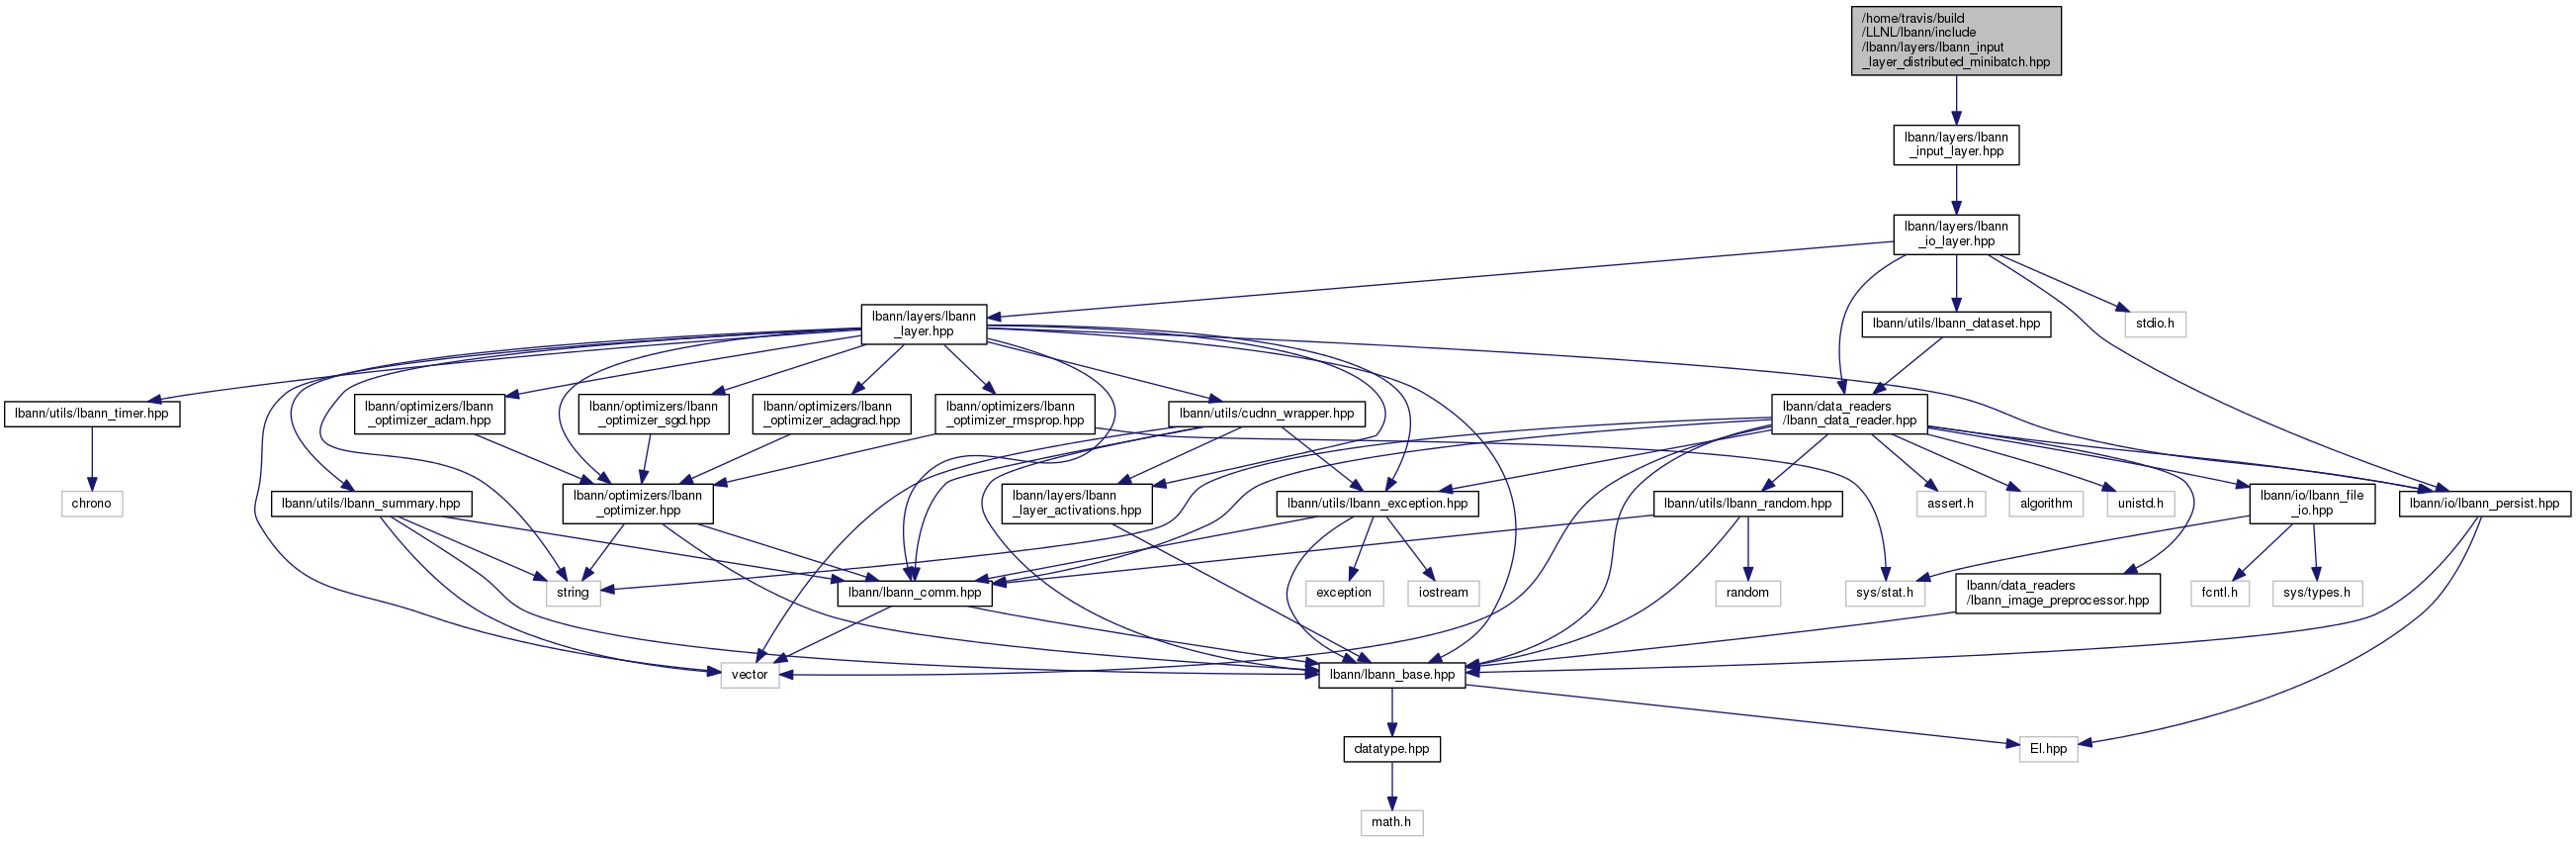 /home/travis/build
/LLNL/lbann/include
/lbann/layers/lbann_input
_layer_distributed_minibatch.hpp
lbann/layers/lbann
_input_layer.hpp
lbann/layers/lbann
_io_layer.hpp
lbann/layers/lbann
_layer.hpp
lbann/utils/lbann_dataset.hpp
stdio.h
lbann/utils/lbann_timer.hpp
lbann/optimizers/lbann
_optimizer_adam.hpp
lbann/optimizers/lbann
_optimizer_sgd.hpp
lbann/optimizers/lbann
_optimizer_adagrad.hpp
lbann/optimizers/lbann
_optimizer_rmsprop.hpp
lbann/utils/cudnn_wrapper.hpp
lbann/data_readers
/lbann_data_reader.hpp
chrono
lbann/utils/lbann_summary.hpp
lbann/optimizers/lbann
_optimizer.hpp
lbann/layers/lbann
_layer_activations.hpp
lbann/utils/lbann_exception.hpp
lbann/utils/lbann_random.hpp
assert.h
algorithm
unistd.h
lbann/io/lbann_file
_io.hpp
lbann/io/lbann_persist.hpp
string
lbann/lbann_comm.hpp
exception
iostream
random
sys/stat.h
lbann/data_readers
/lbann_image_preprocessor.hpp
fcntl.h
sys/types.h
vector
lbann/lbann_base.hpp
datatype.hpp
El.hpp
math.h